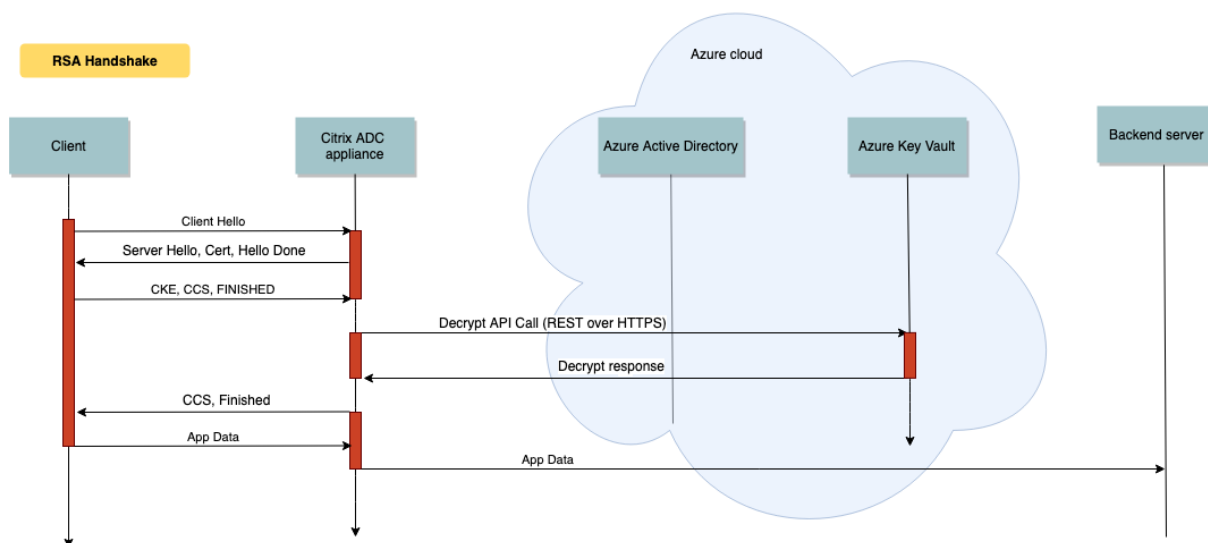 Azure cloud
RSA Handshake
Client
Citrix ADC
appliance
Azure Active Directory
Azure Key Vault
Backend server
Client Hello
Server Hello, Cert, Hello Done
CKE, CCS, FINISHED
Decrypt API Call (REST over HTTPS)
Decrypt response
CCS, Finished
App Data
App Data